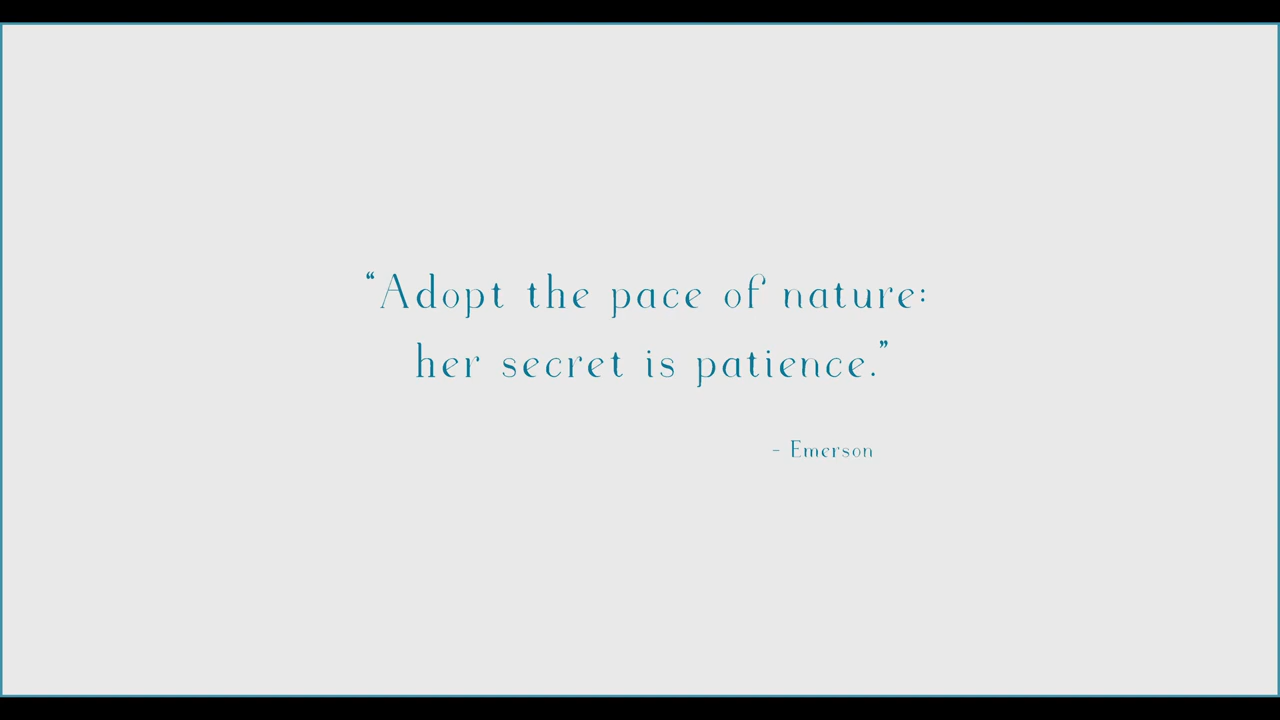 “Adopt the pace of nature:
her secret is patience.”
- Emerson